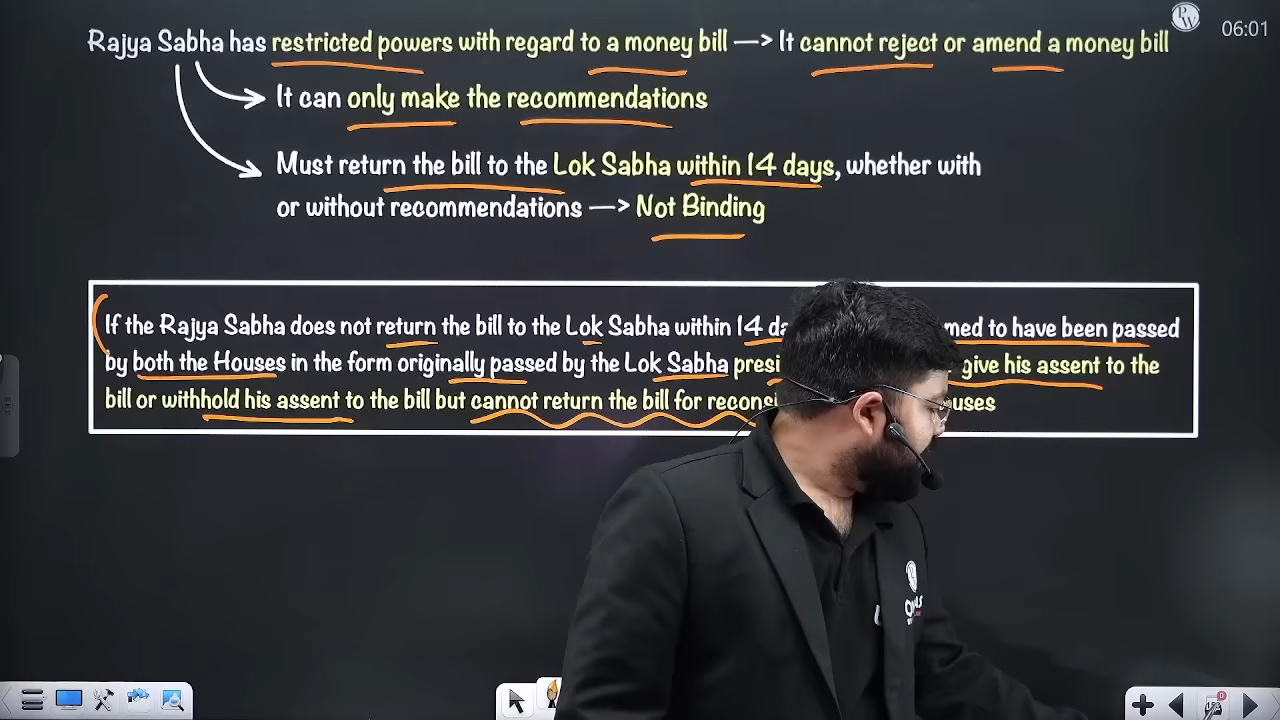 Rajya Sabha has restricted powers with regard to a money bill —> It cannot reject or amend a money bill
PW
06:01
It can only make the recommendations
Must return the bill to the Lok Sabha within 14 days, whether with
or without recommendations —> Not Binding
If the Rajya Sabha does not return the bill to the Lok Sabha within 14 to have been passed
by both the Houses in the form originally passed by the Lok Sabha give his assent to the
bill or withhold his assent to the bill but cannot return the bill for